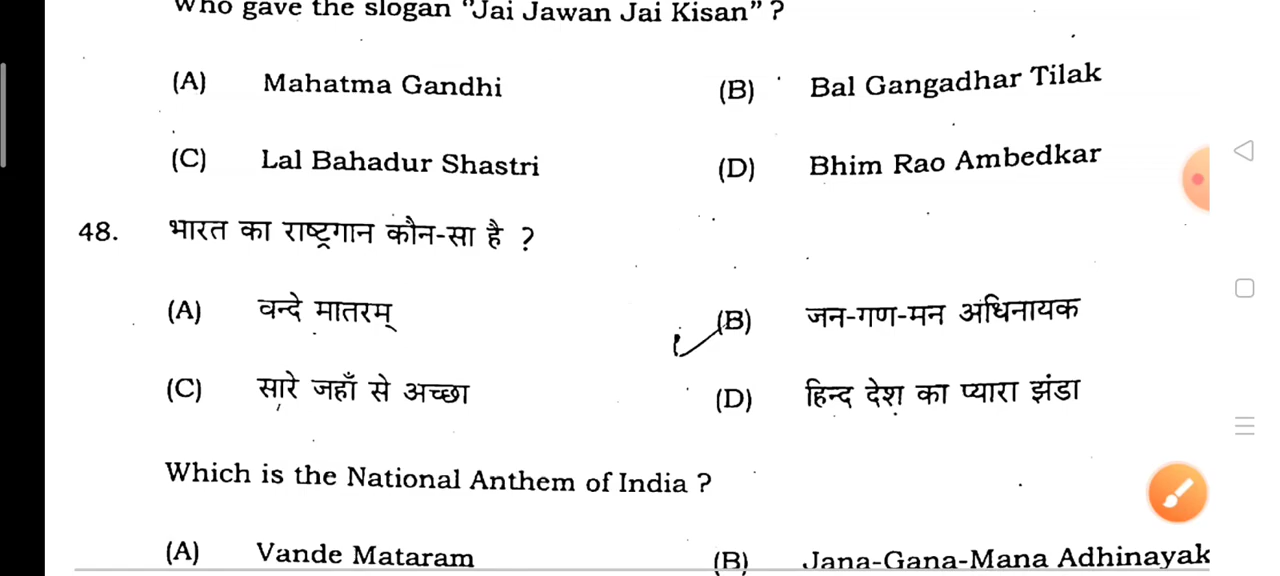 Who gave the slogan "Jai Jawan Jai Kisan" ?
(A) Mahatma Gandhi (B) Bal Gangadhar Tilak
(C) Lal Bahadur Shastri (D) Bhim Rao Ambedkar
48. भारत का राष्ट्रगान कौन-सा है ?
(A) वन्दे मातरम् (B) जन-गण-मन अधिनायक
(C) सारे जहाँ से अच्छा (D) हिन्द देश का प्यारा झंडा
Which is the National Anthem of India ?
(A) Vande Mataram (B) Jana-Gana-Mana Adhinayak